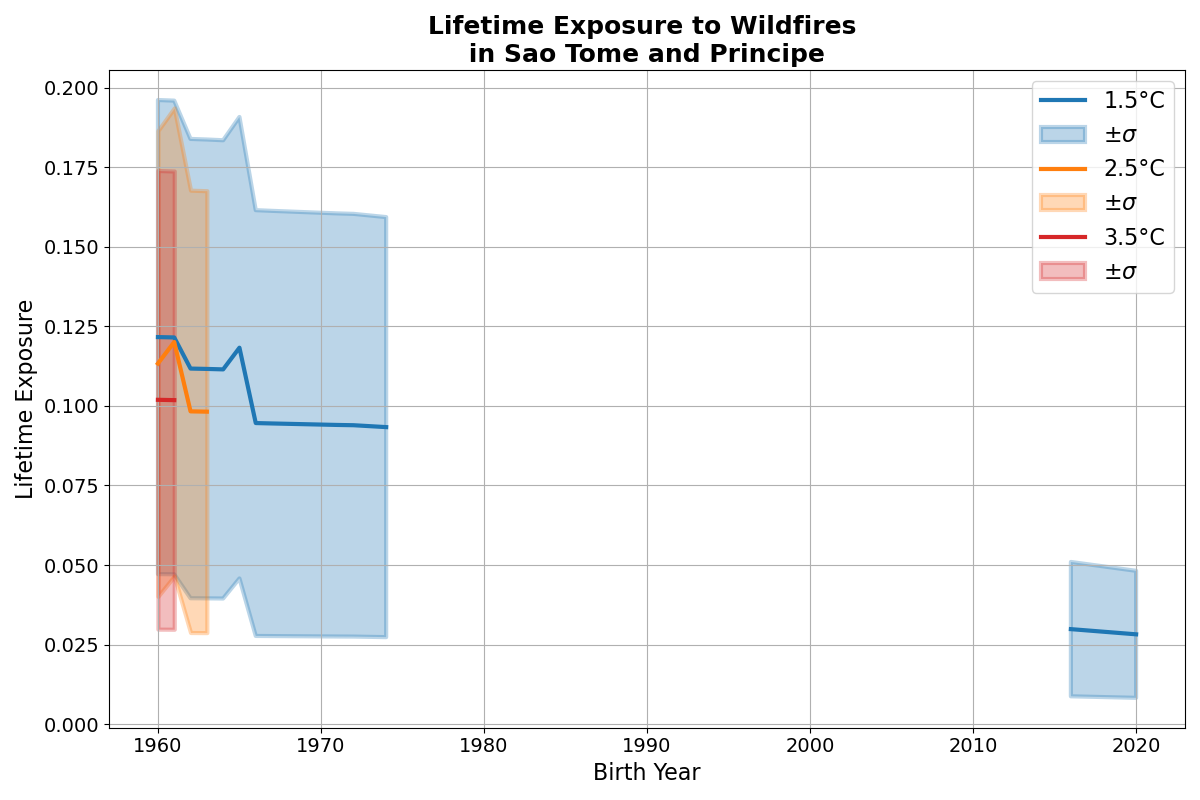 Lifetime Exposure to Wildfires
in Sao Tome and Principe
0.200
0.175
0.150
0.125
0.100
0.075
0.050
0.025
0.000
Lifetime Exposure
1960
1970
1980
1990
2000
2010
2020
Birth Year
1.5°C
±σ
2.5°C
±σ
3.5°C
±σ